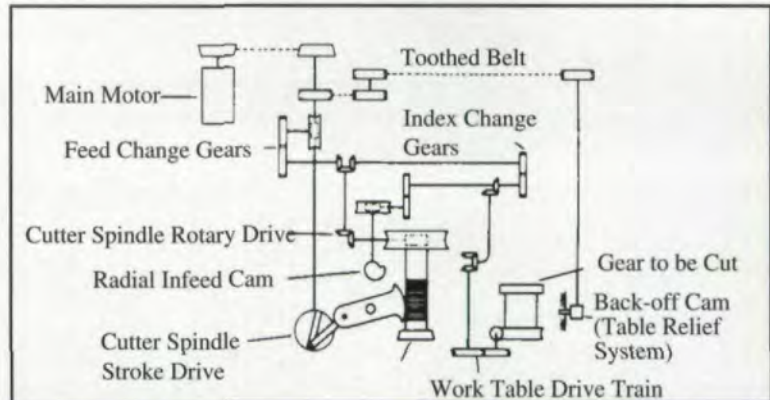 Toothed Belt
Main Motor
Index Change
Gears
Feed Change Gears
Cutter Spindle Rotary Drive
Gear to be Cut
Radial Infeed Cam
Back-off Cam
(Table Relief
System)
Cutter Spindle
Stroke Drive
Work Table Drive Train